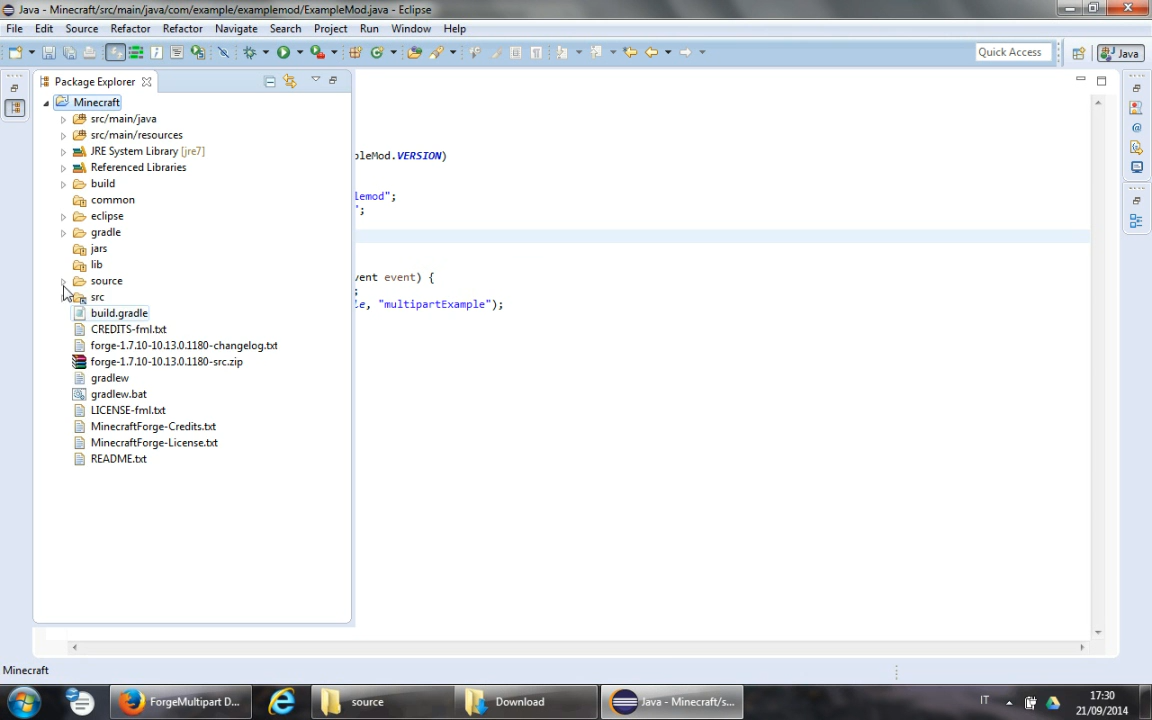 Java - Minecraft/src/main/java/com/example/examplemod/ExampleMod.java - Eclipse
File Edit Source Refactor Refactor Navigate Search Project Run Window Help
Quick Access Java
Package Explorer
Minecraft
src/main/java
src/main/resources
JRE System Library [jre7]
pleMod.VERSION)
Referenced Libraries
build
lemod";
common
";
eclipse
gradle
jars
lib
vent event) {
source
;
src
le, "multipartExample");
build.gradle
CREDITS-fml.txt
forge-1.7.10-10.13.0.1180-changelog.txt
forge-1.7.10-10.13.0.1180-src.zip
gradlew
gradlew.bat
LICENSE-fml.txt
MinecraftForge-Credits.txt
MinecraftForge-License.txt
README.txt
Minecraft
ForgeMultipart D...
source
Download
Java - Minecraft/s...
IT
17:30
21/09/2014